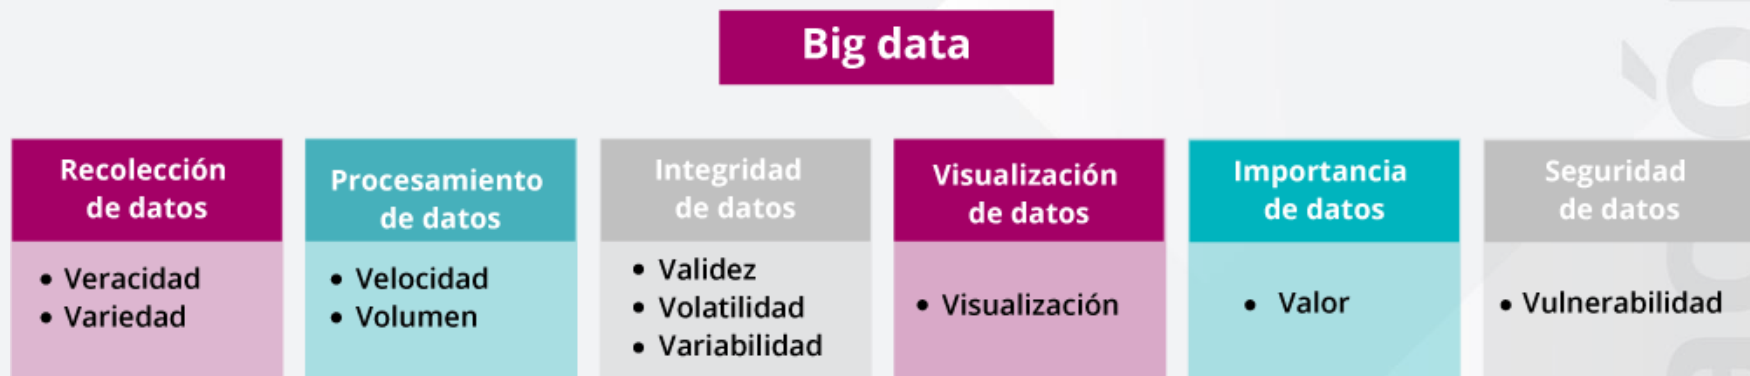 Big data
Recolección
de datos
• Veracidad
• Variedad
Procesamiento
de datos
• Velocidad
• Volumen
Integridad
de datos
• Validez
• Volatilidad
• Variabilidad
Visualización
de datos
• Visualización
Importancia
de datos
• Valor
Seguridad
de datos
• Vulnerabilidad